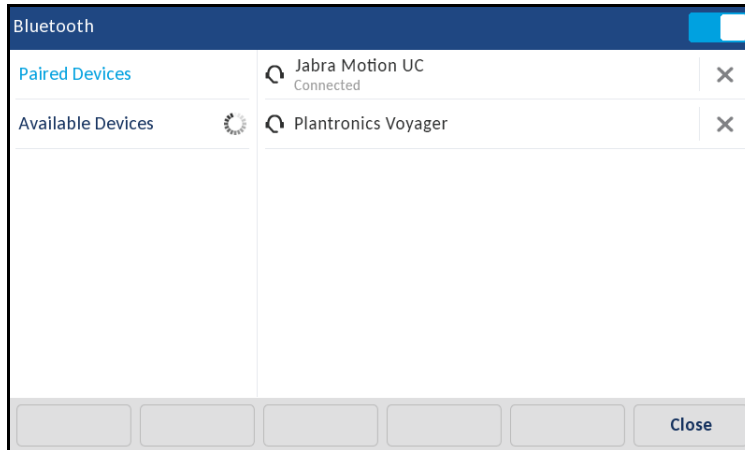 Bluetooth
Paired Devices
Available Devices
Jabra Motion UC
Connected
Plantronics Voyager
Close